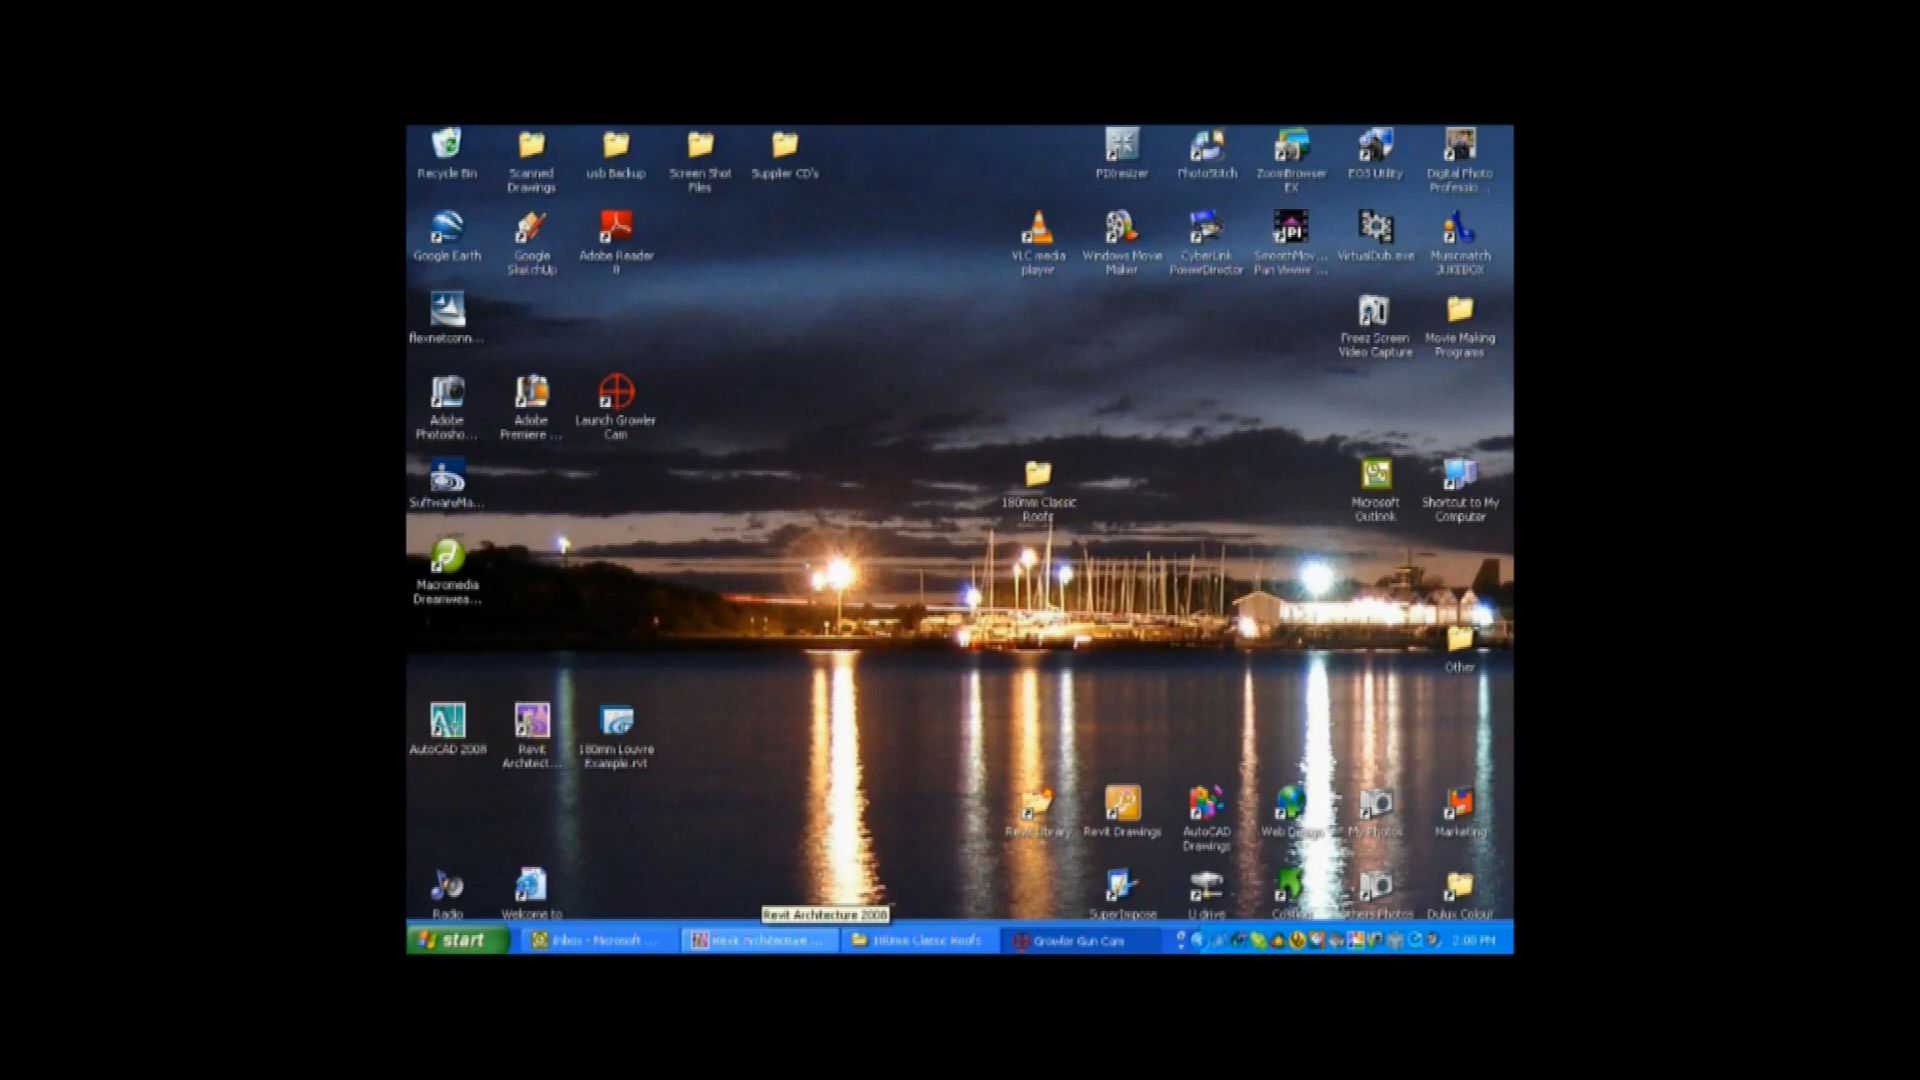 Recycle Bin
Scanned
Drawings
usb Backup
Screen Shot
Files
Supplier CD's
PIXresizer
PhotoStitch
ZoomBrowser
EX
EOS Utility
Digital Photo
Professio...
Google Earth
Google
SketchUp
Adobe Reader
8
VLC media
player
Windows Movie
Maker
CyberLink
PowerDirector
SmoothMov...
Pan Viewer ...
VirtualDub.exe
Musicmatch
JUKEBOX
flexnetconn...
Freez Screen
Video Capture
Movie Making
Programs
Adobe
Photosho...
Adobe
Premiere ...
Launch Growler
Cam
SoftwareMa...
180mm Classic
Roofs
Microsoft
Outlook
Shortcut to My
Computer
Macromedia
Dreamwea...
Other
AutoCAD 2008
Revit
Architect...
180mm Louvre
Example.rvt
Revit Library
Revit Drawings
AutoCAD
Drawings
Web Design
My Photos
Marketing
Radio
Welcome to
SuperImpose
U drive
Others Photos
Dulux Colour
Revit Architecture 2008
start
Inbox - Microsoft ...
Revit Architecture ...
180mm Classic Roofs
Growler Gun Cam
2:00 PM